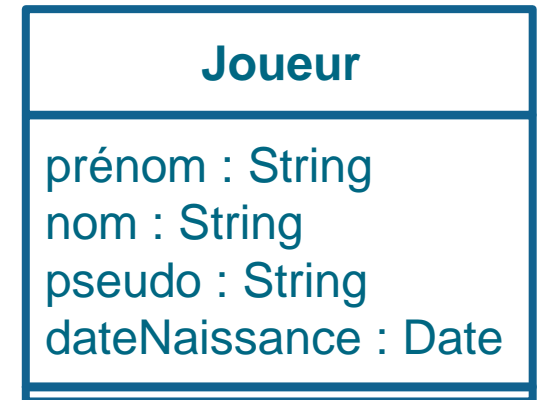 Joueur
prénom : String
nom : String
pseudo : String
dateNaissance : Date